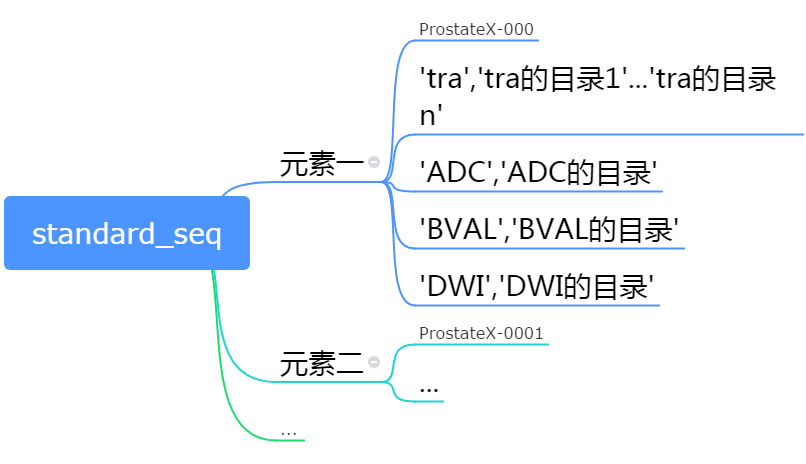 ProstateX-000
'tra','tra的目录1'...'tra的目录
n'
元素一
'ADC','ADC的目录'
standard_seq
'BVAL','BVAL的目录'
'DWI','DWI的目录'
ProstateX-0001
元素二
...
...